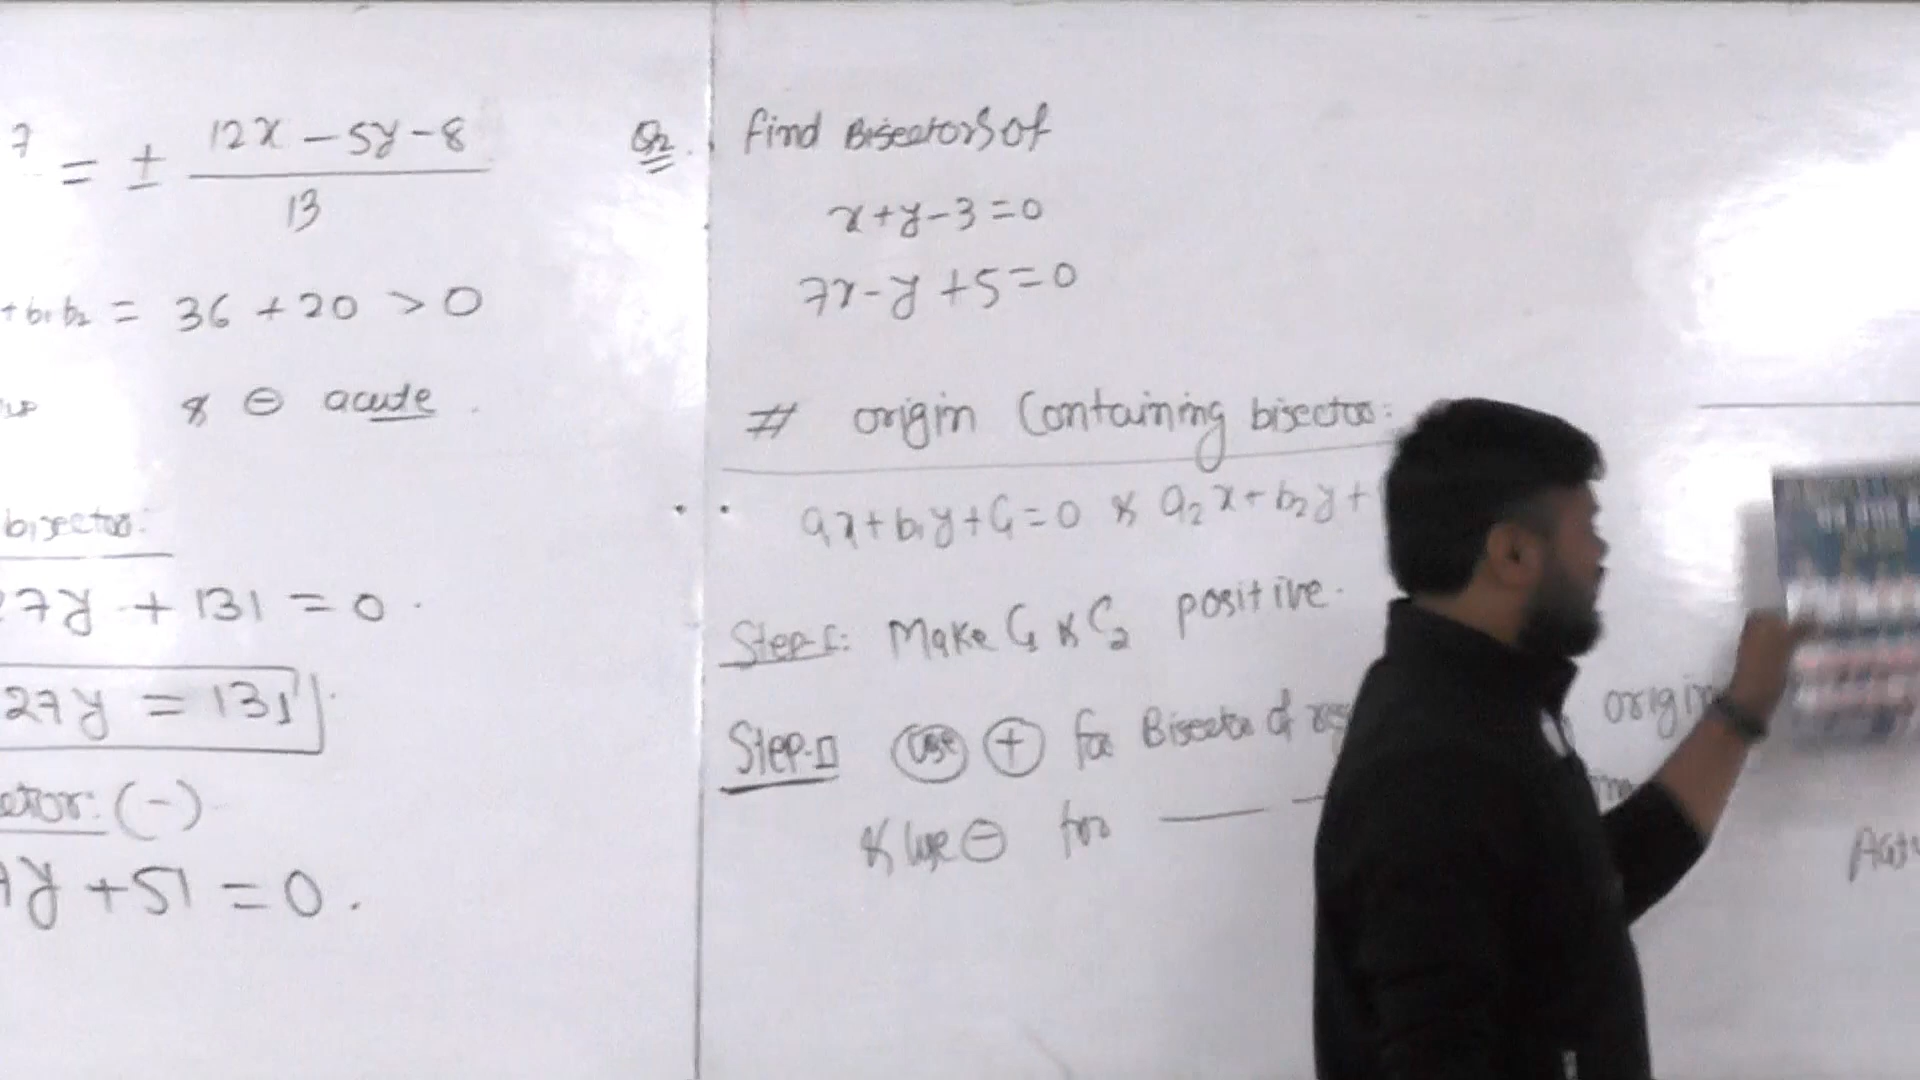 7 = ± 12x - 5y - 8 / 13
+ b₁b₂ = 36 + 20 > 0
& ⊖ acute.
bisector:
27y + 131 = 0.
27y = 131
ector: (-)
y + 51 = 0.
Q2. find Bisectors of
x+y-3=0
7x-y+5=0
# origin Containing bisector:
a₁x+b₁y+C₁=0 & a₂x+b₂y+
Step-I: Make C₁ & C₂ positive.
Step-II Use ⊕ for Bisector of origin
& Use ⊖ for —